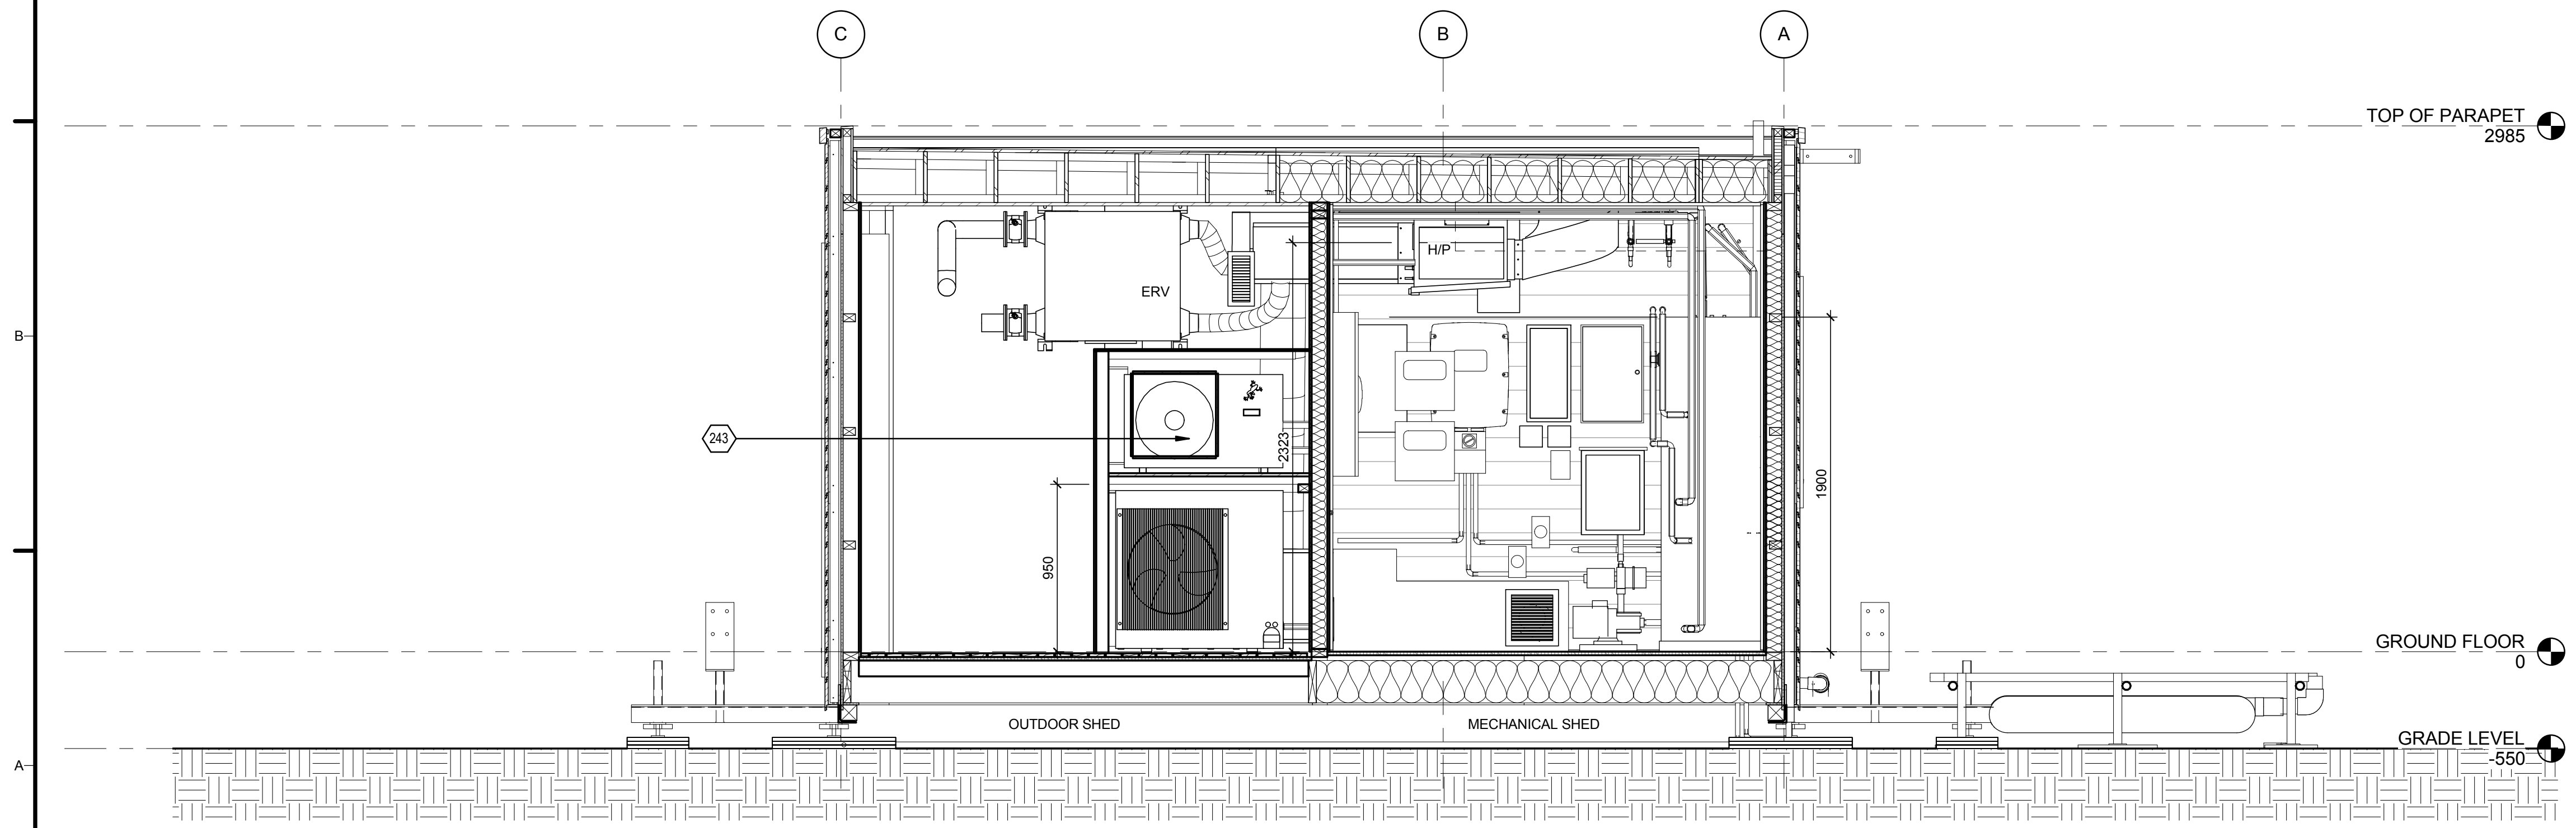 C
B
A
TOP OF PARAPET
2985
H/P
ERV
B
243
2323
1900
950
GROUND FLOOR
0
OUTDOOR SHED
MECHANICAL SHED
GRADE LEVEL
-550
A